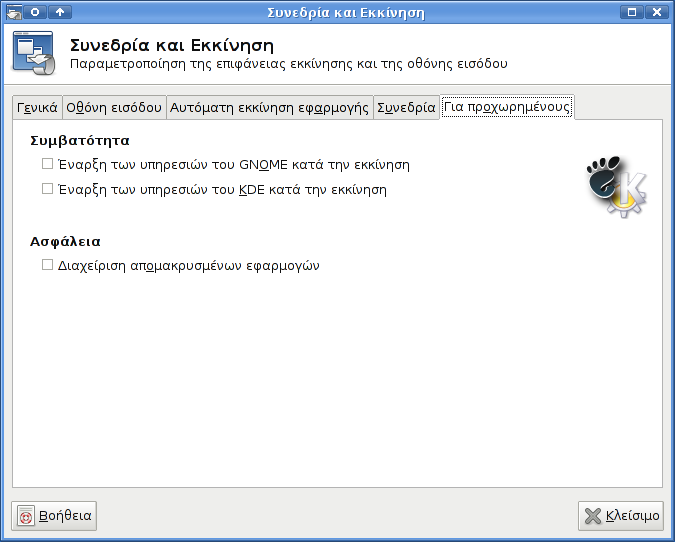 Συνεδρία και Εκκίνηση
Συνεδρία και Εκκίνηση
Παραμετροποίηση της επιφάνειας εκκίνησης και της οθόνης εισόδου
Γενικά Οθόνη εισόδου Αυτόματη εκκίνηση εφαρμογής Συνεδρία Για προχωρημένους
Συμβατότητα
Έναρξη των υπηρεσιών του GNOME κατά την εκκίνηση
Έναρξη των υπηρεσιών του KDE κατά την εκκίνηση
Ασφάλεια
Διαχείριση απομακρυσμένων εφαρμογών
Βοήθεια Κλείσιμο